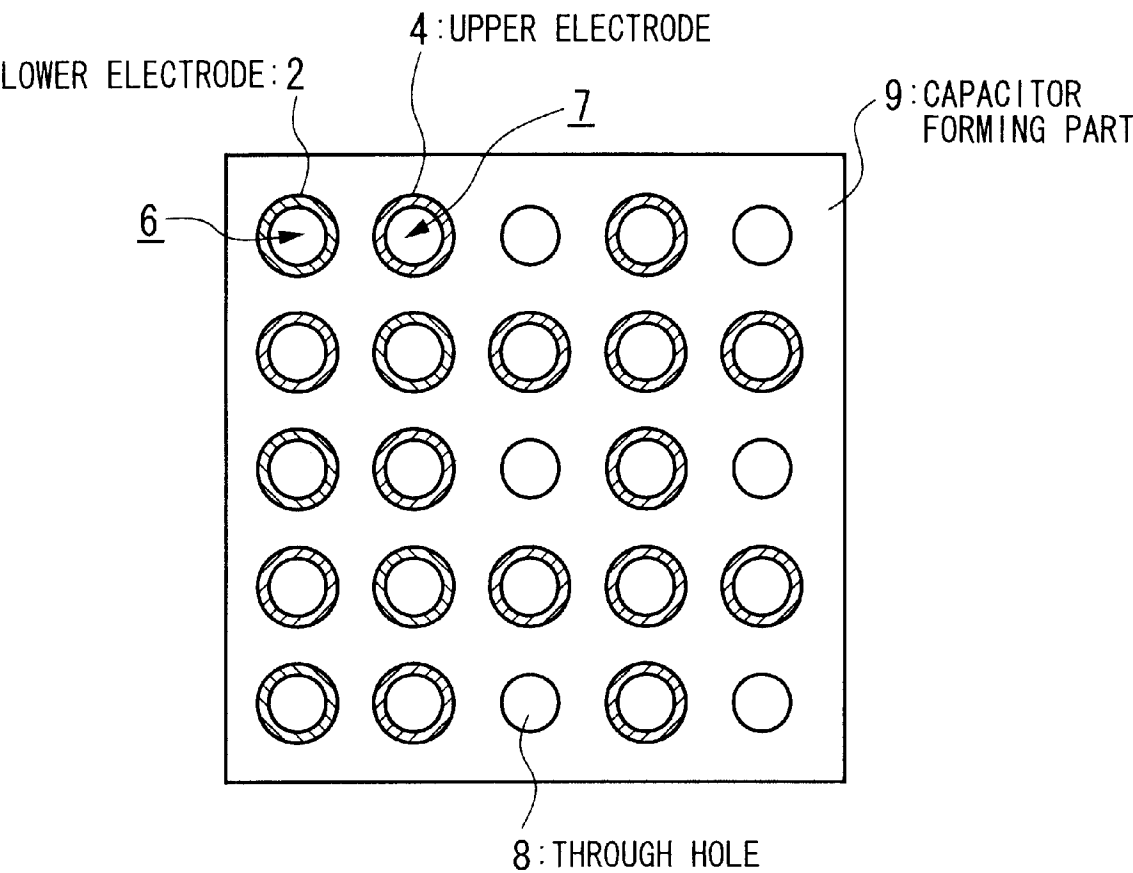 4:UPPER ELECTRODE
LOWER ELECTRODE:2
7
9:CAPACITOR
FORMING PART
6
8:THROUGH HOLE